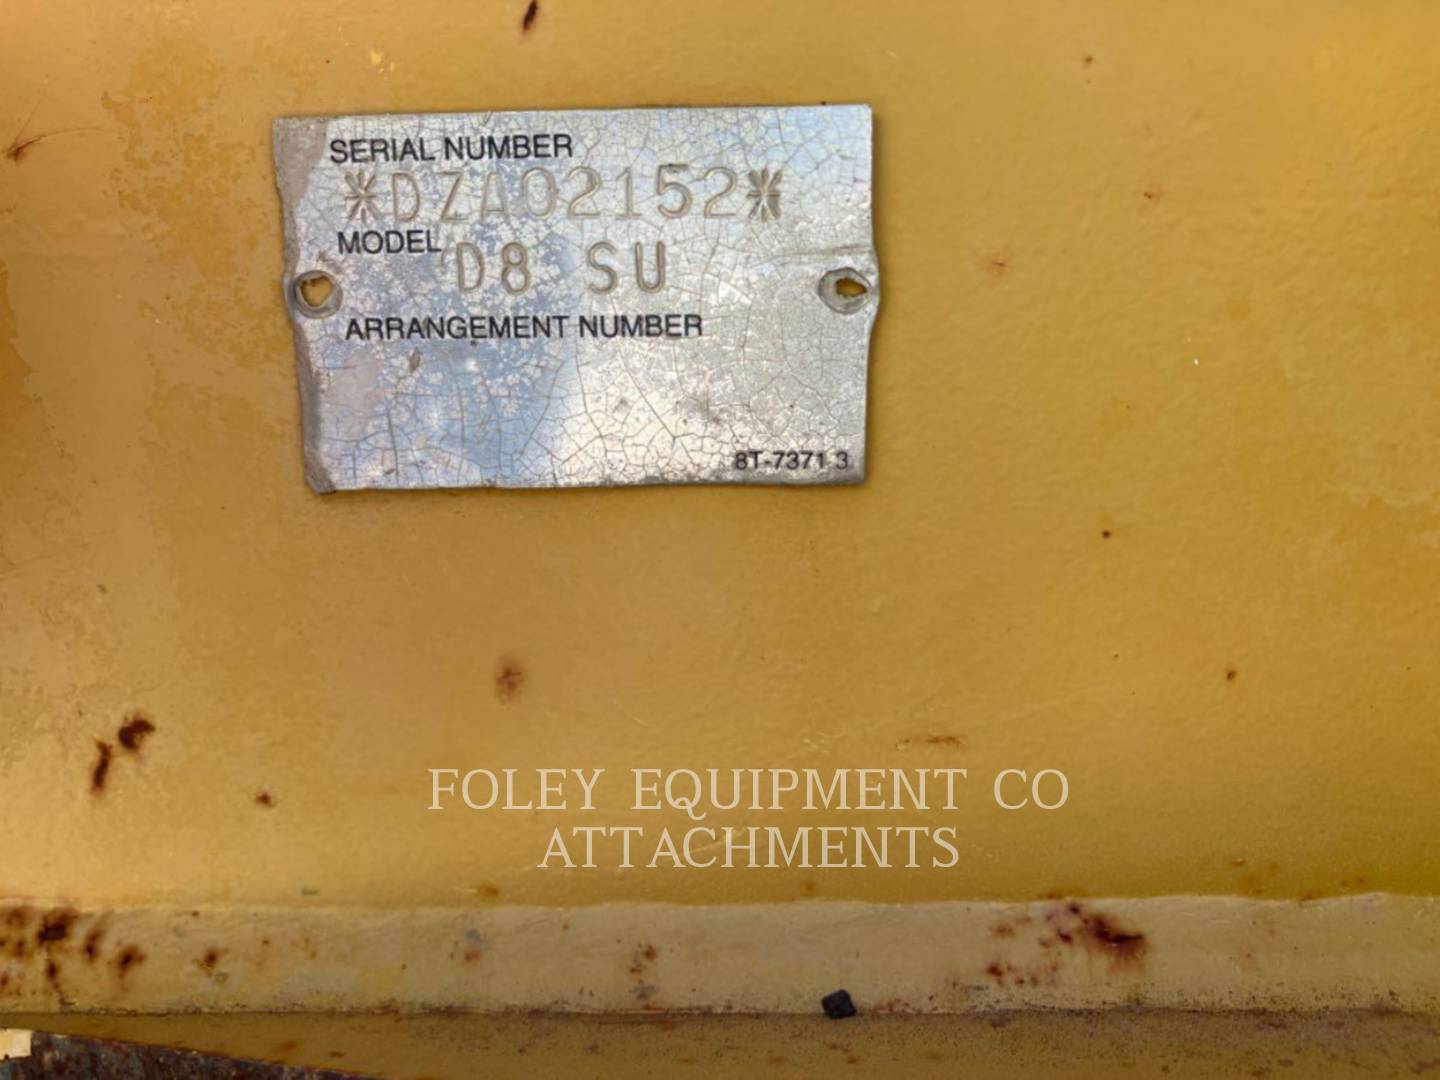 SERIAL NUMBER
*DZA02152*
MODEL D8 SU
ARRANGEMENT NUMBER
8T-7371 3
FOLEY EQUIPMENT CO
ATTACHMENTS